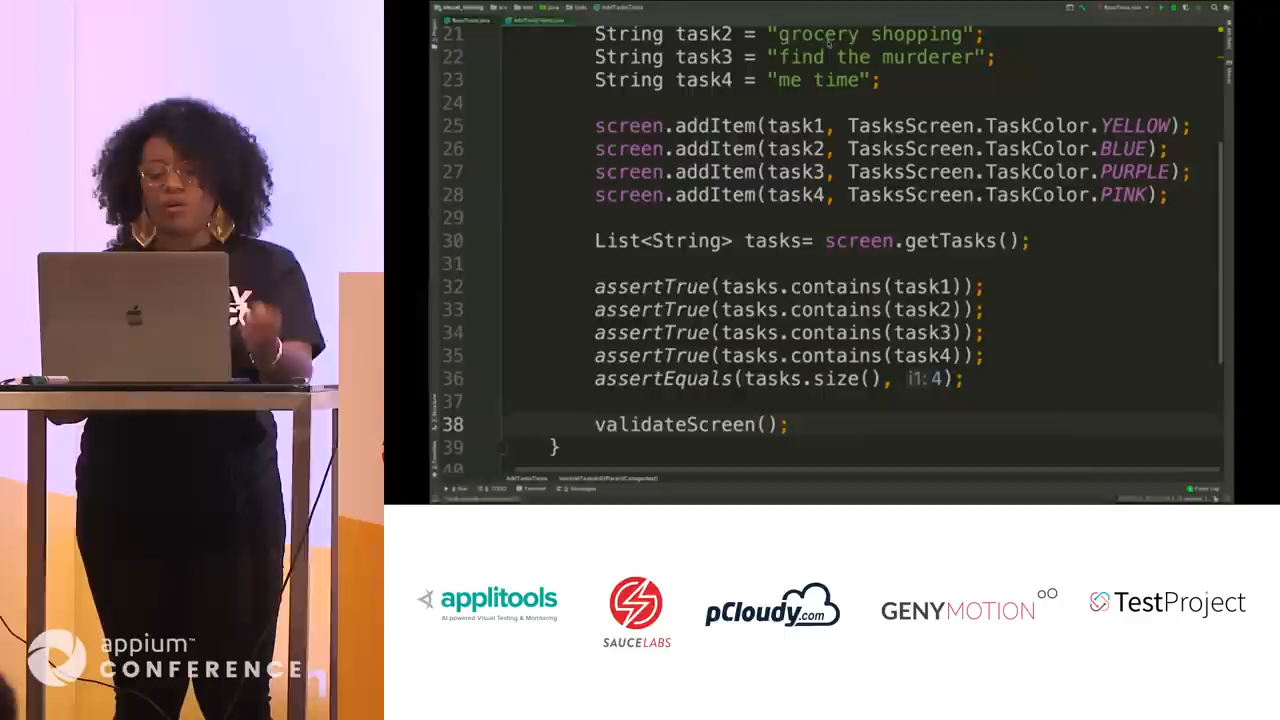 21 String task2 = "grocery shopping";
22 String task3 = "find the murderer";
23 String task4 = "me time";
24
25 screen.addItem(task1, TasksScreen.TaskColor.YELLOW);
26 screen.addItem(task2, TasksScreen.TaskColor.BLUE);
27 screen.addItem(task3, TasksScreen.TaskColor.PURPLE);
28 screen.addItem(task4, TasksScreen.TaskColor.PINK);
29
30 List<String> tasks= screen.getTasks();
31
32 assertTrue(tasks.contains(task1));
33 assertTrue(tasks.contains(task2));
34 assertTrue(tasks.contains(task3));
35 assertTrue(tasks.contains(task4));
36 assertEquals(tasks.size(), i1: 4);
37
38 validateScreen();
39 }
40
applitools
AI powered Visual Testing & Monitoring
SAUCELABS
pCloudy.com
GENYMOTION
TestProject
appium™
CONFERENCE